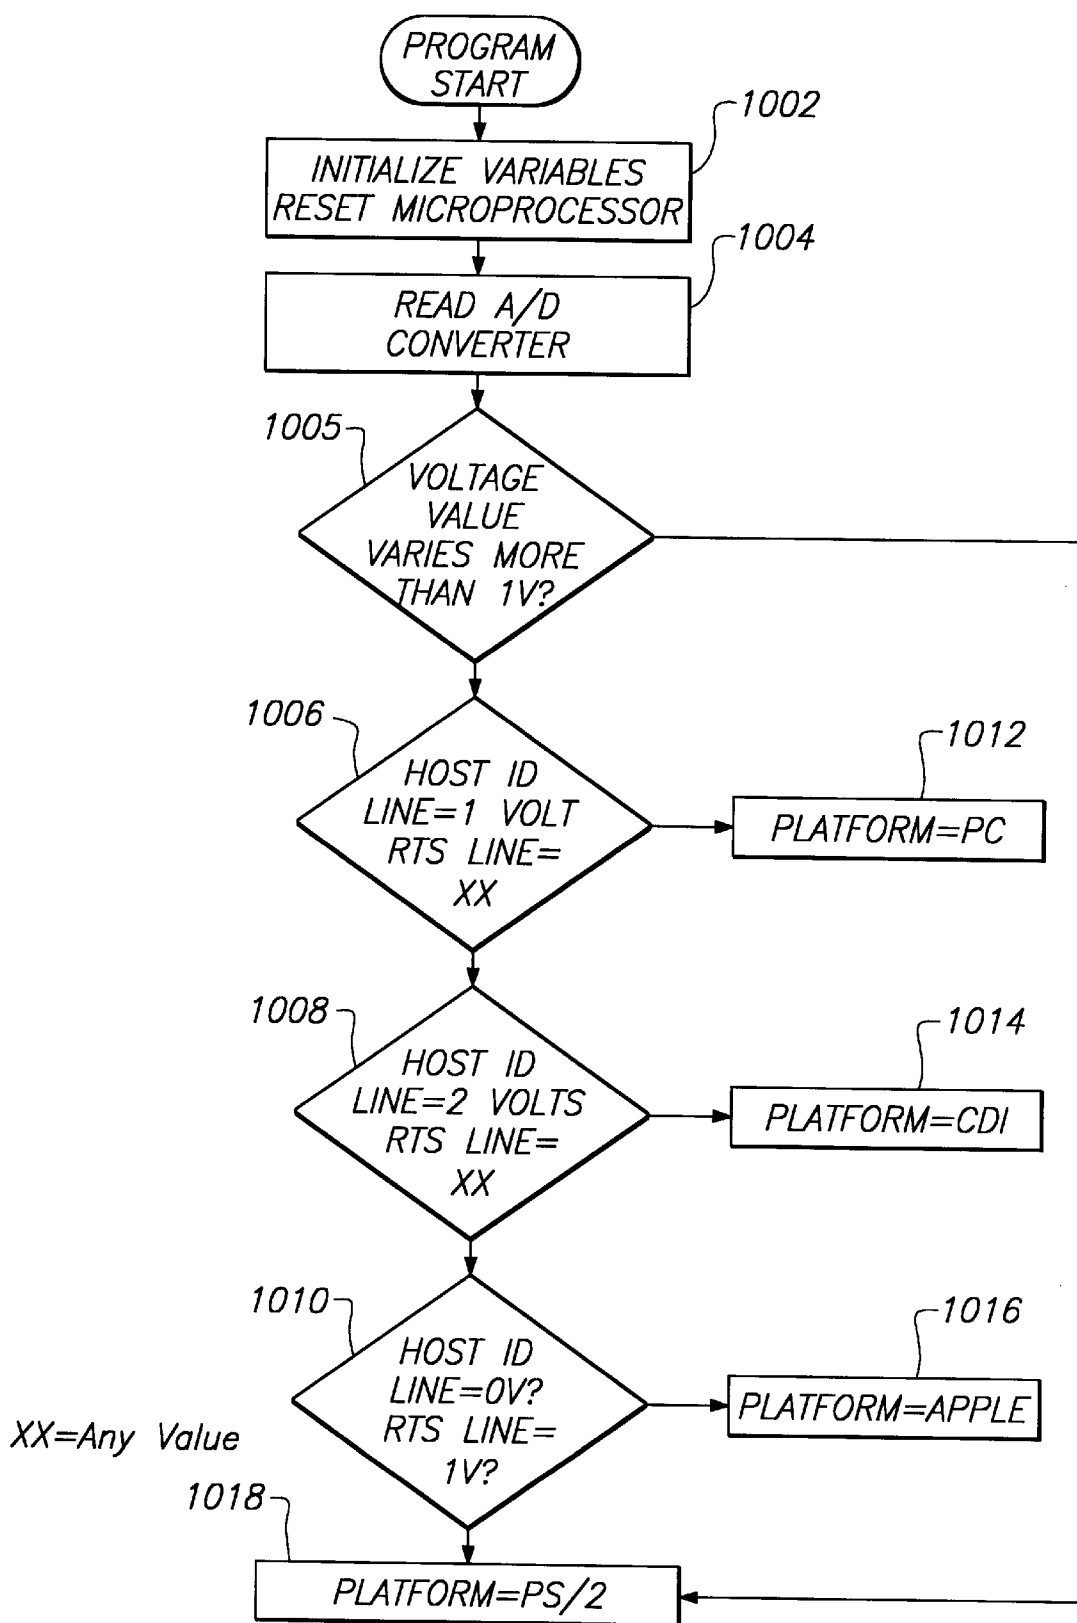 PROGRAM
START
1002
INITIALIZE VARIABLES
RESET MICROPROCESSOR
1004
READ A/D
CONVERTER
1005
VOLTAGE
VALUE
VARIES MORE
THAN 1V?
1006
HOST ID
LINE=1 VOLT
RTS LINE=
XX
1012
PLATFORM=PC
1008
HOST ID
LINE=2 VOLTS
RTS LINE=
XX
1014
PLATFORM=CDI
1010
HOST ID
LINE=0V?
RTS LINE=
1V?
1016
PLATFORM=APPLE
XX=Any Value
1018
PLATFORM=PS/2